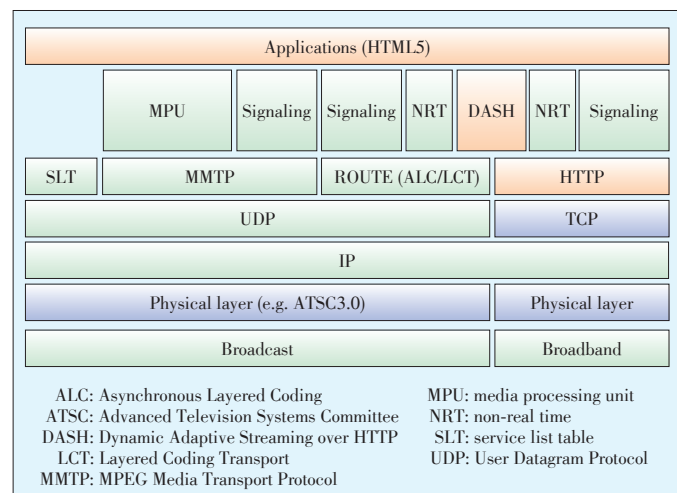 Applications (HTML5)
MPU Signaling Signaling NRT DASH NRT Signaling
SLT MMTP ROUTE (ALC/LCT) HTTP
UDP TCP
IP
Physical layer (e.g. ATSC3.0) Physical layer
Broadcast Broadband
ALC: Asynchronous Layered Coding
ATSC: Advanced Television Systems Committee
DASH: Dynamic Adaptive Streaming over HTTP
LCT: Layered Coding Transport
MMTP: MPEG Media Transport Protocol
MPU: media processing unit
NRT: non-real time
SLT: service list table
UDP: User Datagram Protocol